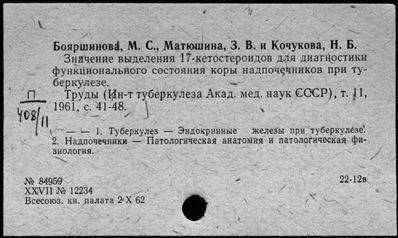 Бояршинова, М. С., Матюшина, З. В. и Кочукова, Н. Б.
Значение выделения 17-кетостероидов для диагностики
функционального состояния коры надпочечников при ту-
беркулезе.
П
408/11
Труды (Ин-т туберкулеза Акад. мед. наук СССР), т. 11,
1961, с. 41-48.
— — 1. Туберкулез — Эндокринные железы при туберкулезе.
2. Надпочечники — Патологическая анатомия и патологическая фи-
зиология.
№ 84959
22-12в
XXVII № 12234
Всесоюз. кн. палата 2 X 62